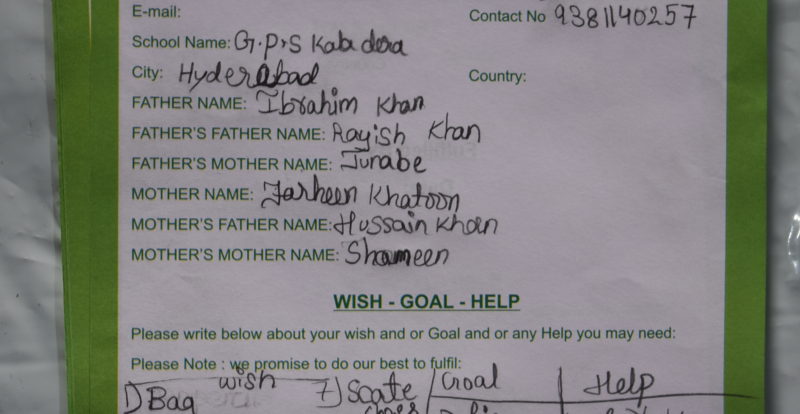 E-mail:
Contact No 9381140257
School Name: G.P.S Kaladera
City: Hyderabad Country:
FATHER NAME: Ibrahim Khan
FATHER'S FATHER NAME: Rayish Khan
FATHER'S MOTHER NAME: Junabe
MOTHER NAME: Farheen Khatoon
MOTHER'S FATHER NAME: Hussain Khan
MOTHER'S MOTHER NAME: Shameen
WISH - GOAL - HELP
Please write below about your wish and or Goal and or any Help you may need:
Please Note : we promise to do our best to fulfil:
wish 7) Scate Goal Help
1) Bag